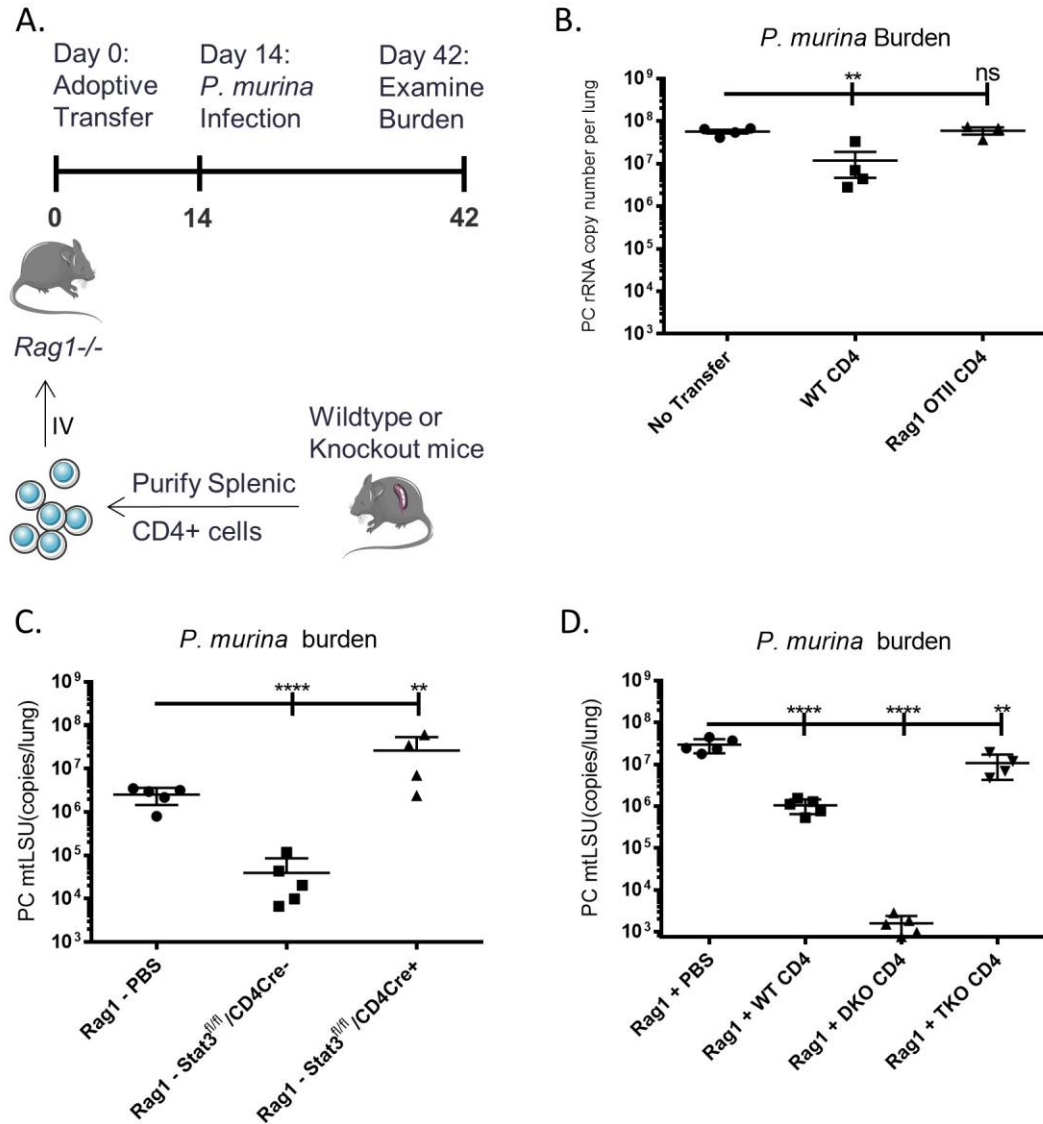 A.
Day 0:
Adoptive
Transfer
Day 14:
P. murina
Infection
Day 42:
Examine
Burden
0
14
42
Rag1-/-
IV
Wildtype or
Knockout mice
Purify Splenic
CD4+ cells
B.
P. murina Burden
PC rRNA copy number per lung
10⁹
10⁸
10⁷
10⁶
10⁵
10⁴
10³
**
ns
No Transfer
WT CD4
Rag1 OTII CD4
C.
P. murina burden
PC mtLSU(copies/lung)
10⁹
10⁸
10⁷
10⁶
10⁵
10⁴
10³
****
**
Rag1 - PBS
Rag1 - Stat3fl/fl/CD4Cre-
Rag1 - Stat3fl/fl/CD4Cre+
D.
P. murina burden
PC mtLSU(copies/lung)
10⁹
10⁸
10⁷
10⁶
10⁵
10⁴
10³
****
****
**
Rag1 + PBS
Rag1 + WT CD4
Rag1 + DKO CD4
Rag1 + TKO CD4